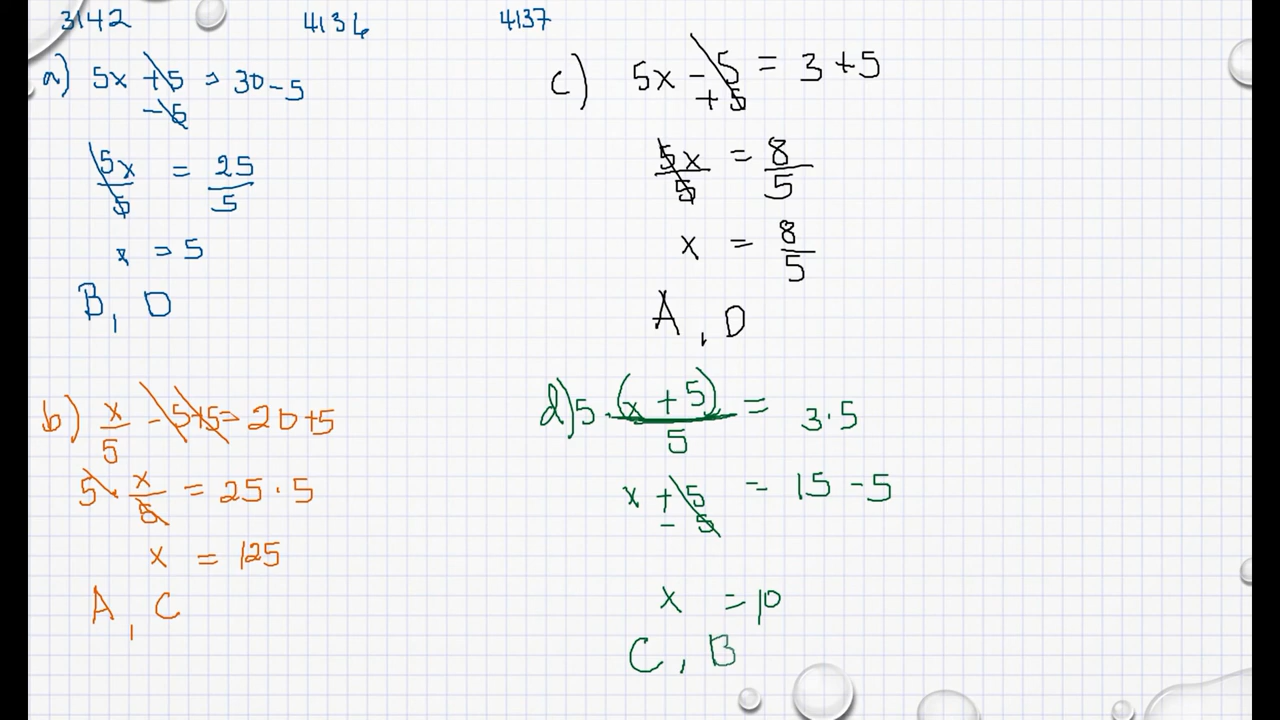 3142 4136 4137
a) 5x + 5 = 30 - 5
- 5
5x/5 = 25/5
x = 5
B, D
b) x/5 - 5 + 5 = 20 + 5
5 · x/5 = 25 · 5
x = 125
A, C
c) 5x - 5 = 3 + 5
+ 5
5x/5 = 8/5
x = 8/5
A, D
d) 5 · (x + 5)/5 = 3 · 5
x + 5 = 15 - 5
- 5
x = 10
C, B